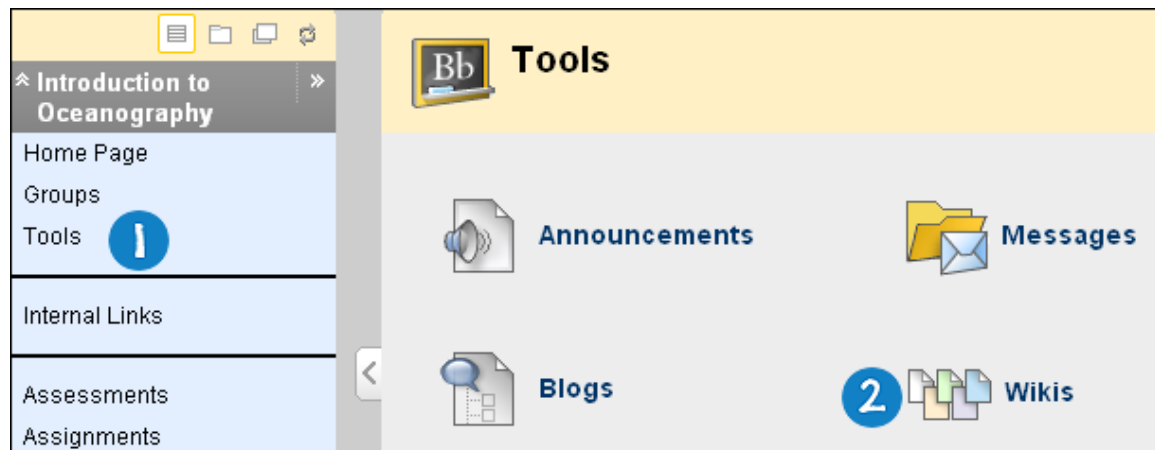 Introduction to
Oceanography
Home Page
Groups
Tools 1
Internal Links
Assessments
Assignments
Bb Tools
Announcements
Messages
Blogs
2 Wikis